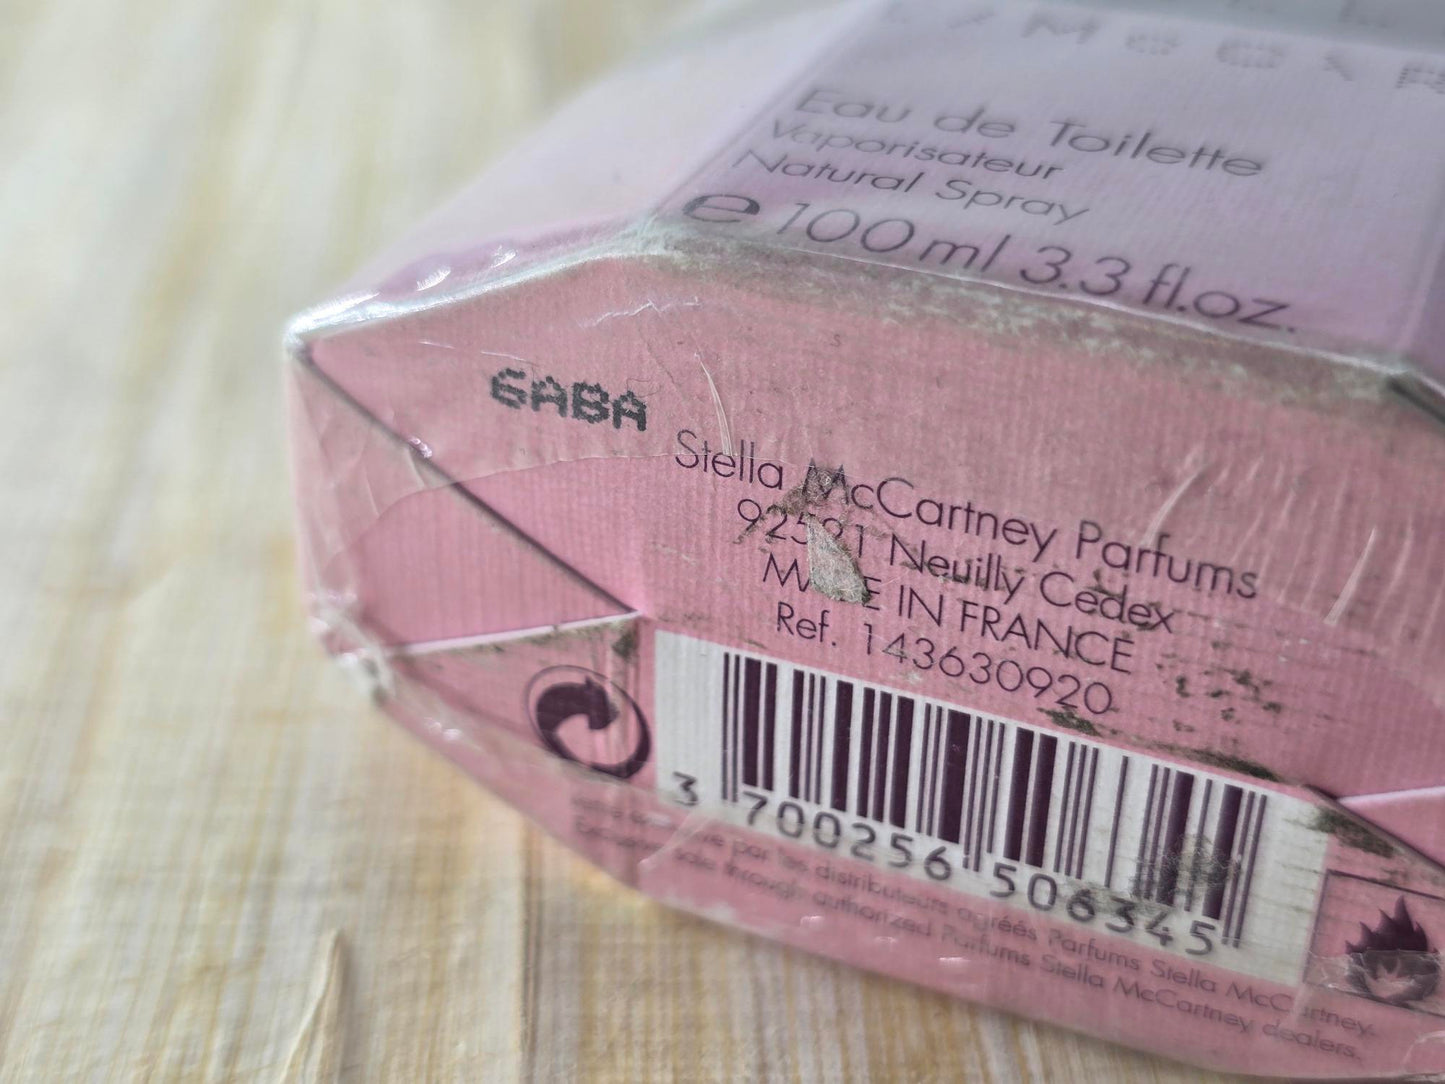 Eau de Toilette
Vaporisateur
Natural Spray
e 100 ml 3.3 fl.oz.
6ABA
Stella McCartney Parfums
92521 Neuilly Cedex
MADE IN FRANCE
Ref. 143630920
3 700256 506345
par les distributeurs agréés Parfums Stella McCartney.
sale through authorized Parfums Stella McCartney dealers.